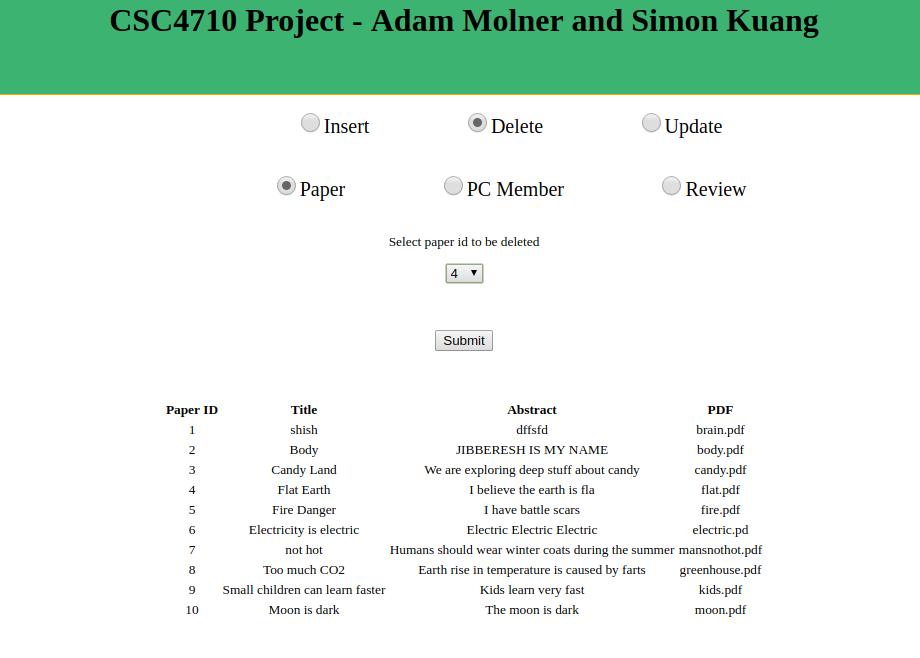 CSC4710 Project - Adam Molner and Simon Kuang
Insert Delete Update
Paper PC Member Review
Select paper id to be deleted
4
Submit
Paper ID Title Abstract PDF
1 shish dffsfd brain.pdf
2 Body JIBBERESH IS MY NAME body.pdf
3 Candy Land We are exploring deep stuff about candy candy.pdf
4 Flat Earth I believe the earth is fla flat.pdf
5 Fire Danger I have battle scars fire.pdf
6 Electricity is electric Electric Electric Electric electric.pd
7 not hot Humans should wear winter coats during the summer mansnothot.pdf
8 Too much CO2 Earth rise in temperature is caused by farts greenhouse.pdf
9 Small children can learn faster Kids learn very fast kids.pdf
10 Moon is dark The moon is dark moon.pdf